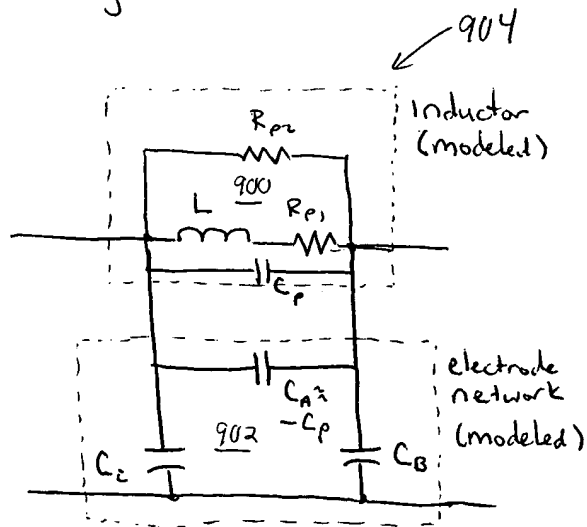 904
Inductor
(modeled)
Rp2
900
L
Rp1
Cp
electrode
network
(modeled)
CA≈
-Cp
902
C2
CB